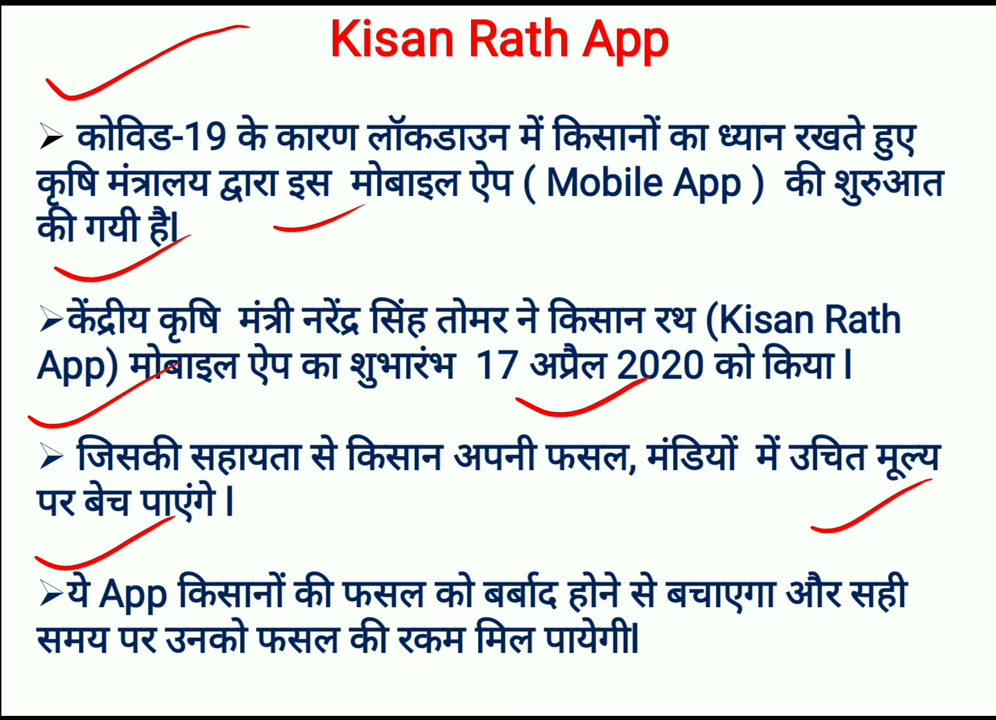 Kisan Rath App
➢ कोविड-19 के कारण लॉकडाउन में किसानों का ध्यान रखते हुए
कृषि मंत्रालय द्वारा इस मोबाइल ऐप ( Mobile App ) की शुरुआत
की गयी है|
➢केंद्रीय कृषि मंत्री नरेंद्र सिंह तोमर ने किसान रथ (Kisan Rath
App) मोबाइल ऐप का शुभारंभ 17 अप्रैल 2020 को किया |
➢ जिसकी सहायता से किसान अपनी फसल, मंडियों में उचित मूल्य
पर बेच पाएंगे |
➢ये App किसानों की फसल को बर्बाद होने से बचाएगा और सही
समय पर उनको फसल की रकम मिल पायेगी|